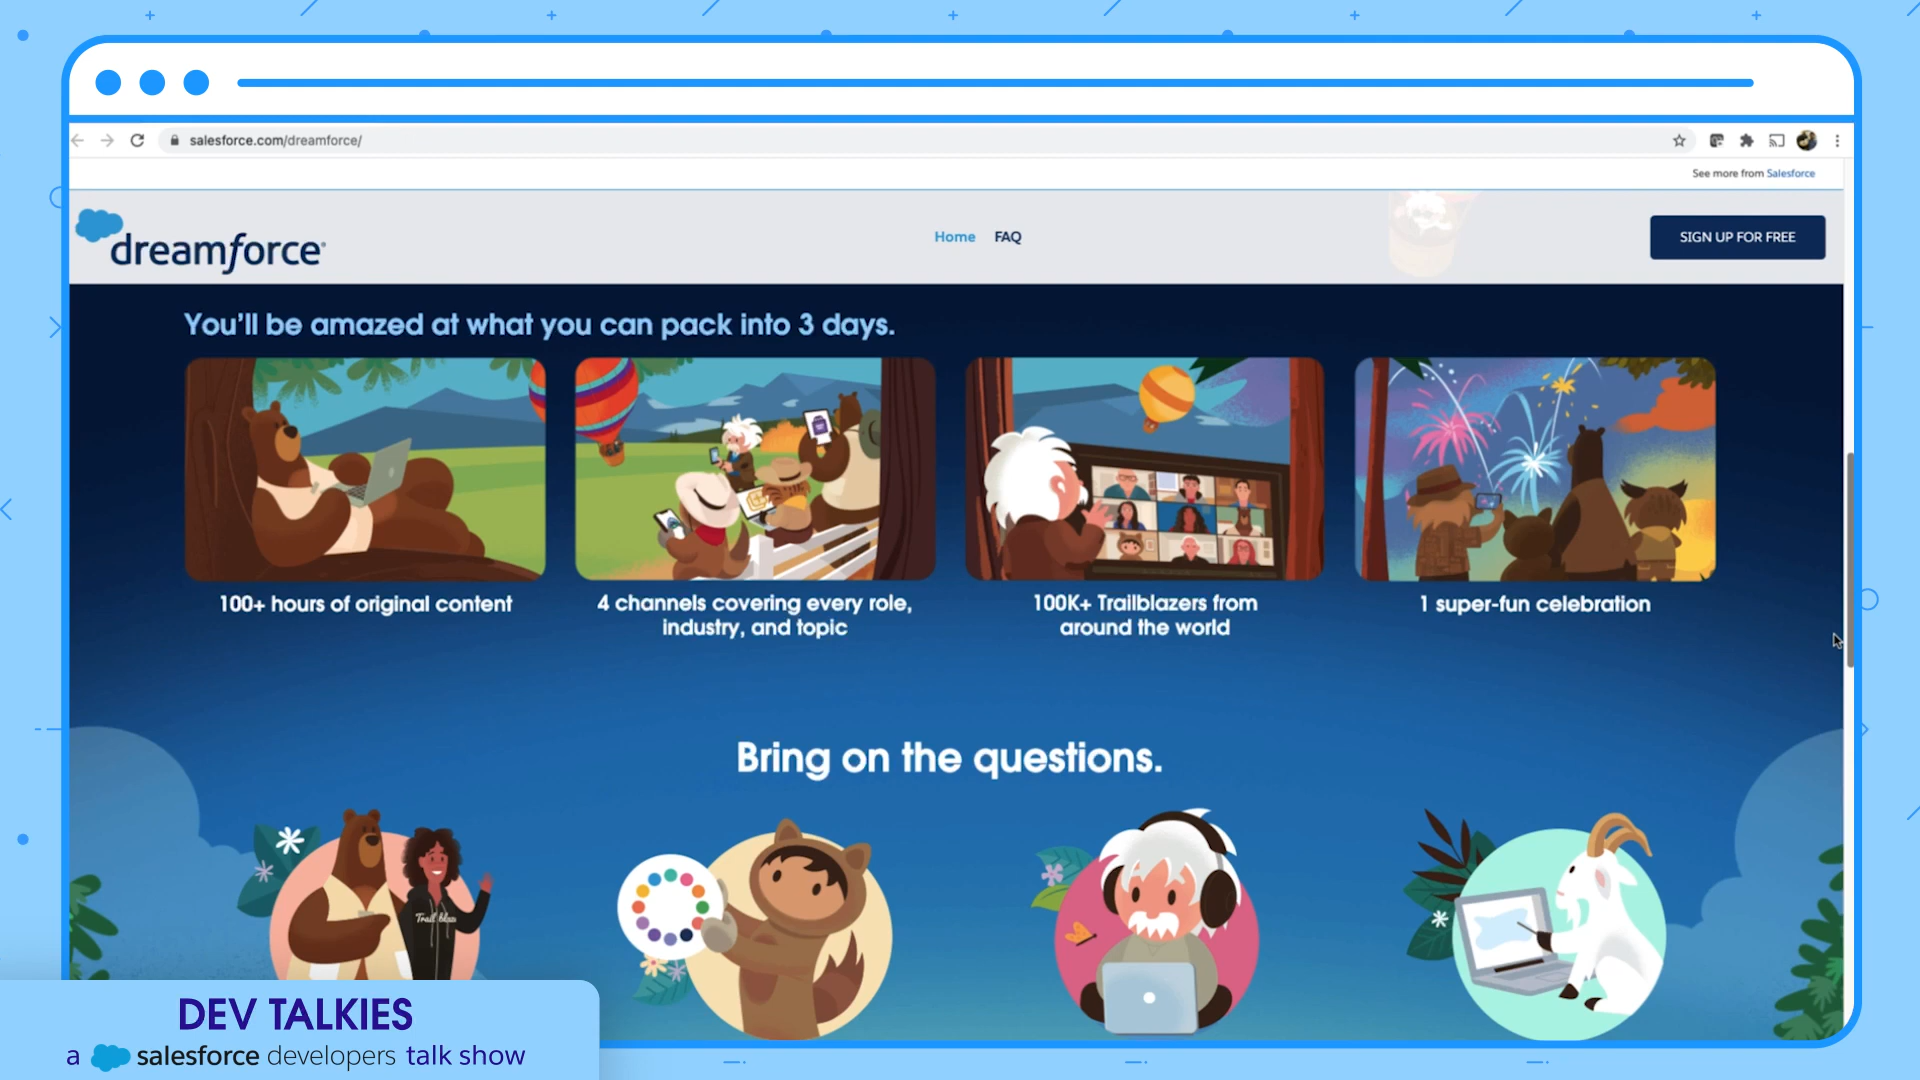 salesforce.com/dreamforce/
See more from Salesforce
dreamforce
Home FAQ
SIGN UP FOR FREE
You'll be amazed at what you can pack into 3 days.
100+ hours of original content
4 channels covering every role,
industry, and topic
100K+ Trailblazers from
around the world
1 super-fun celebration
Bring on the questions.
DEV TALKIES
a salesforce developers talk show